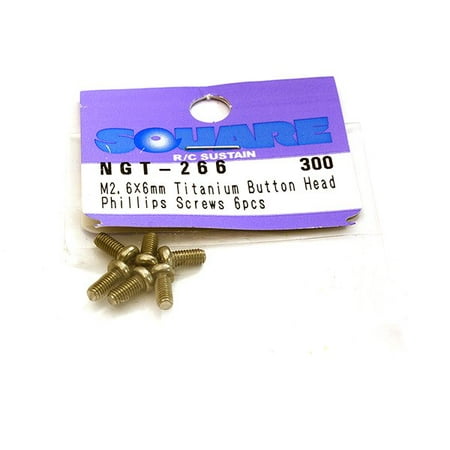 SQUARE
R/C SUSTAIN
NGT-266 300
M2.6X6mm Titanium Button Head
Phillips Screws 6pcs